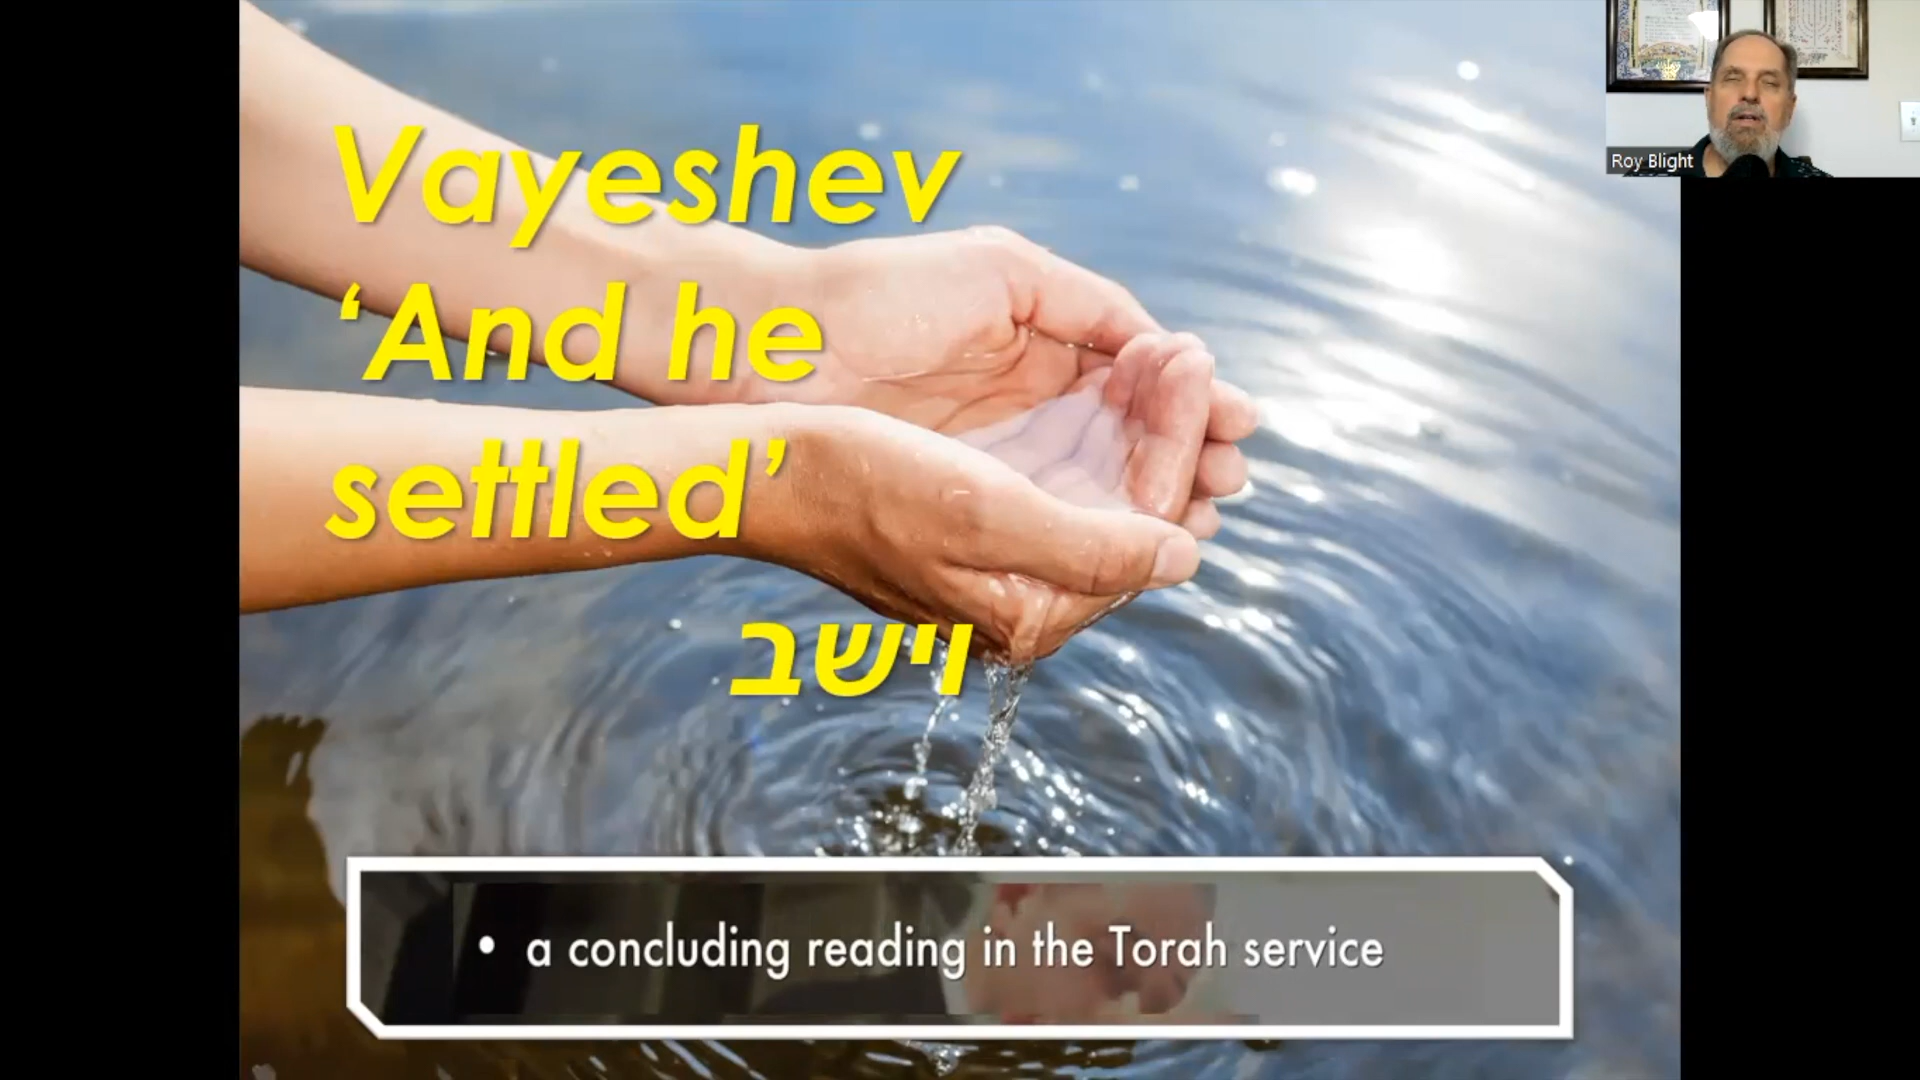 Vayeshev
‘And he
settled’
וישב
• a concluding reading in the Torah service
Roy Blight